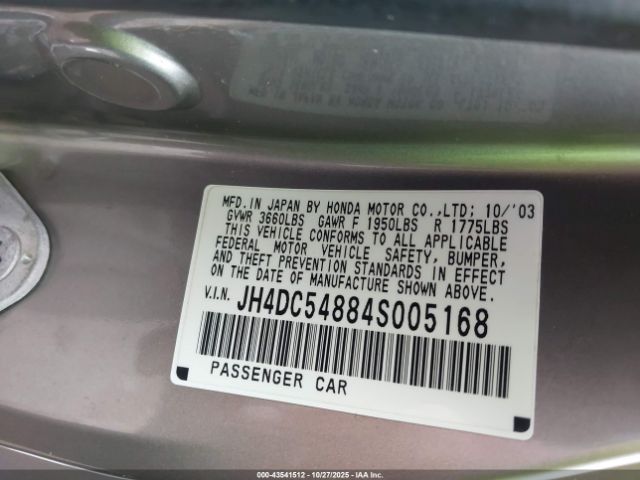 MFD.IN JAPAN BY HONDA MOTOR CO.,LTD; 10/'03
GVWR 3660LBS GAWR F 1950LBS R 1775LBS
THIS VEHICLE CONFORMS TO ALL APPLICABLE
FEDERAL MOTOR VEHICLE SAFETY, BUMPER,
AND THEFT PREVENTION STANDARDS IN EFFECT
ON THE DATE OF MANUFACTURE SHOWN ABOVE.
V.I.N. JH4DC54884S005168
PASSENGER CAR
000-43541512 | 10/27/2025 | IAAI.COM